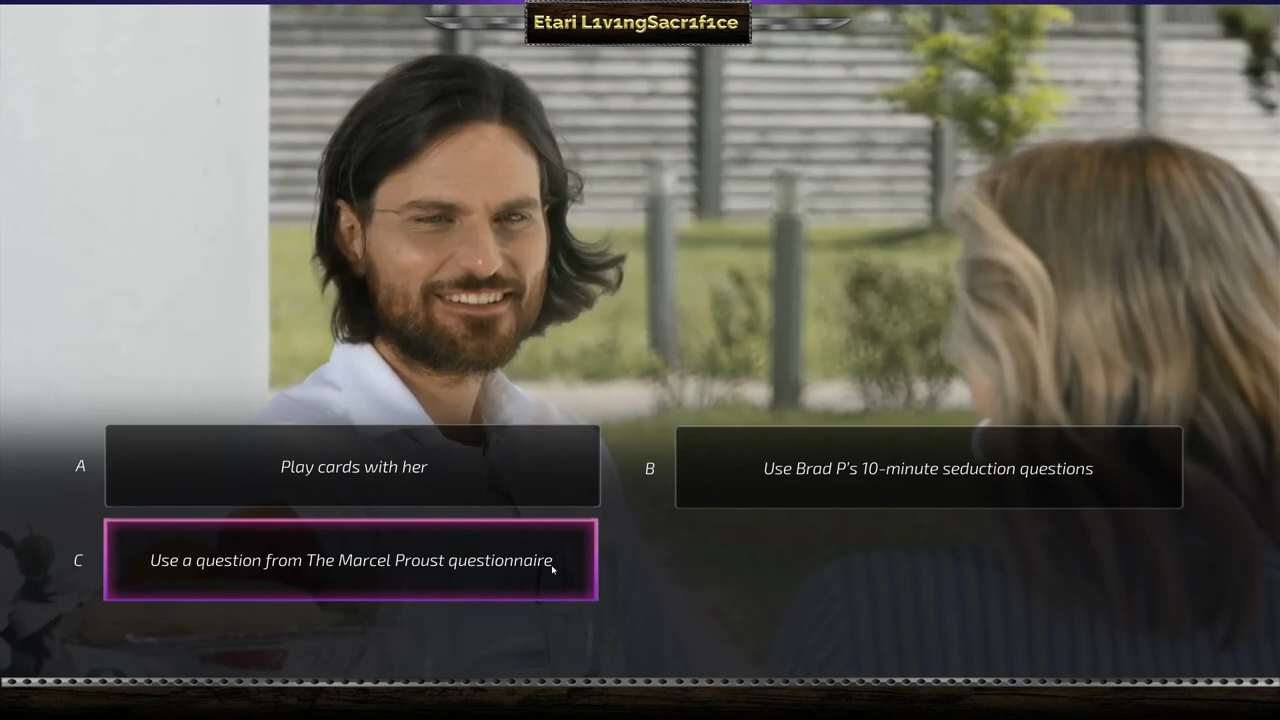 Etari L1v1ngSacr1f1ce
A
Play cards with her
B
Use Brad P's 10-minute seduction questions
C
Use a question from The Marcel Proust questionnaire